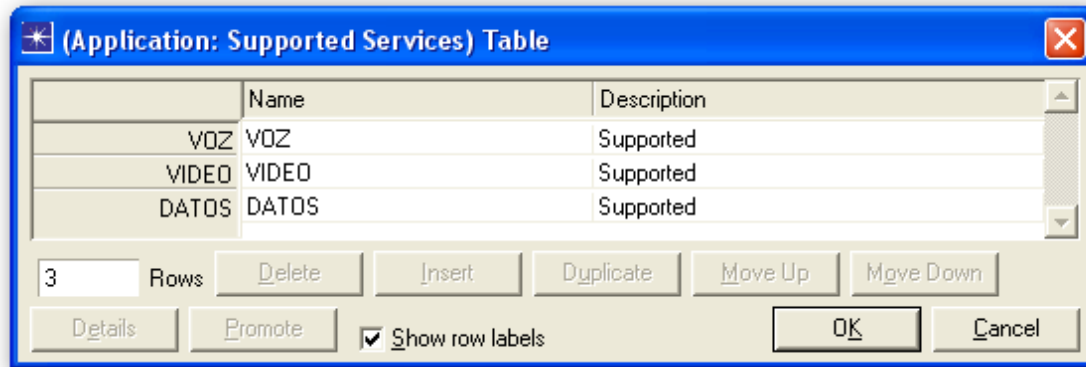 (Application: Supported Services) Table
Name Description
VOZ VOZ Supported
VIDEO VIDEO Supported
DATOS DATOS Supported
3 Rows Delete Insert Duplicate Move Up Move Down
Details Promote Show row labels OK Cancel